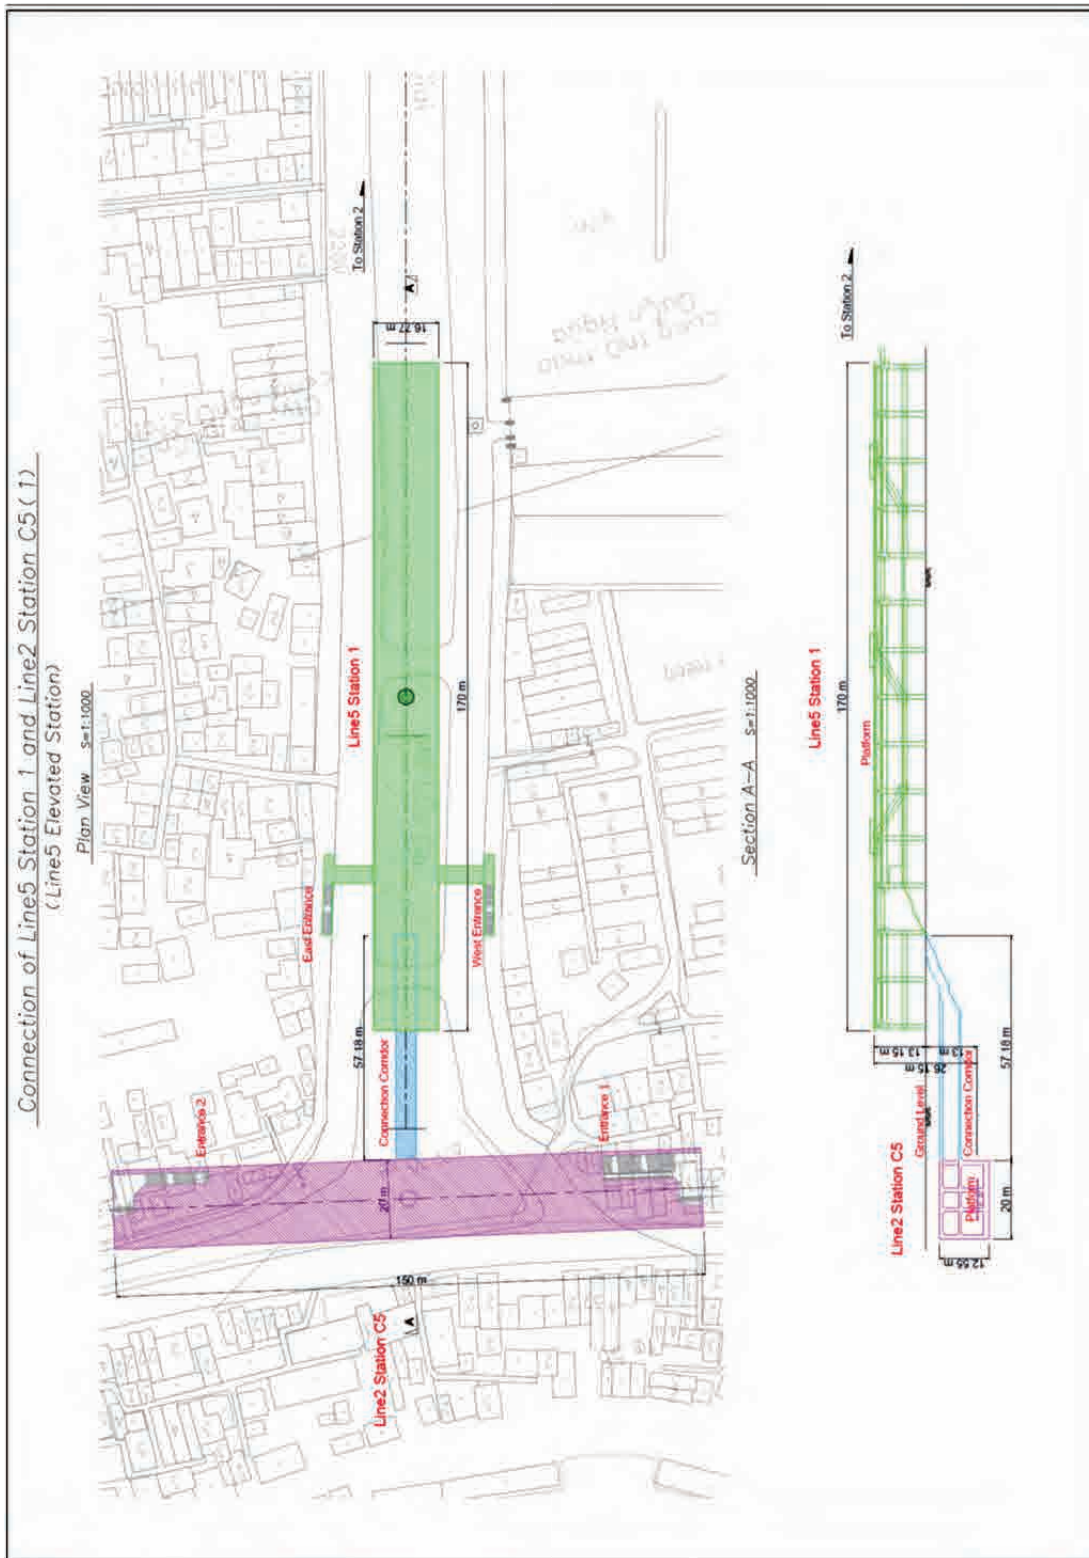 Connection of Line5 Station 1 and Line2 Station C5(1)
(Line5 Elevated Station)
Plan View S=1:1000
To Station 2
A
16.77 m
Line5 Station 1
170 m
East Entrance
West Entrance
57.18 m
Connection Corridor
Entrance 2
Entrance 1
20 m
150 m
Line2 Station C5
A
Section A-A S=1:1000
To Station 2
Line5 Station 1
170 m
Platform
13.15 m
13 m
26.15 m
57.18 m
Ground Level
Connection Corridor
Line2 Station C5
Platform
20 m
12.55 m